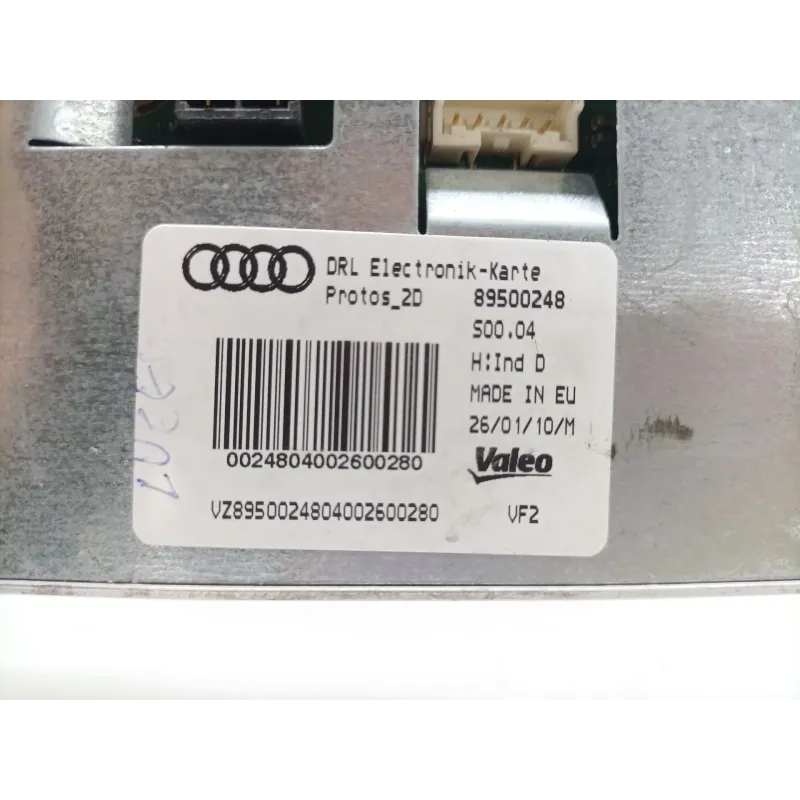 DRL Electronik-Karte
Protos_2D 89500248
S00.04
H:Ind D
MADE IN EU
26/01/10/M
0024804002600280
Valeo
VZ8950024804002600280 VF2